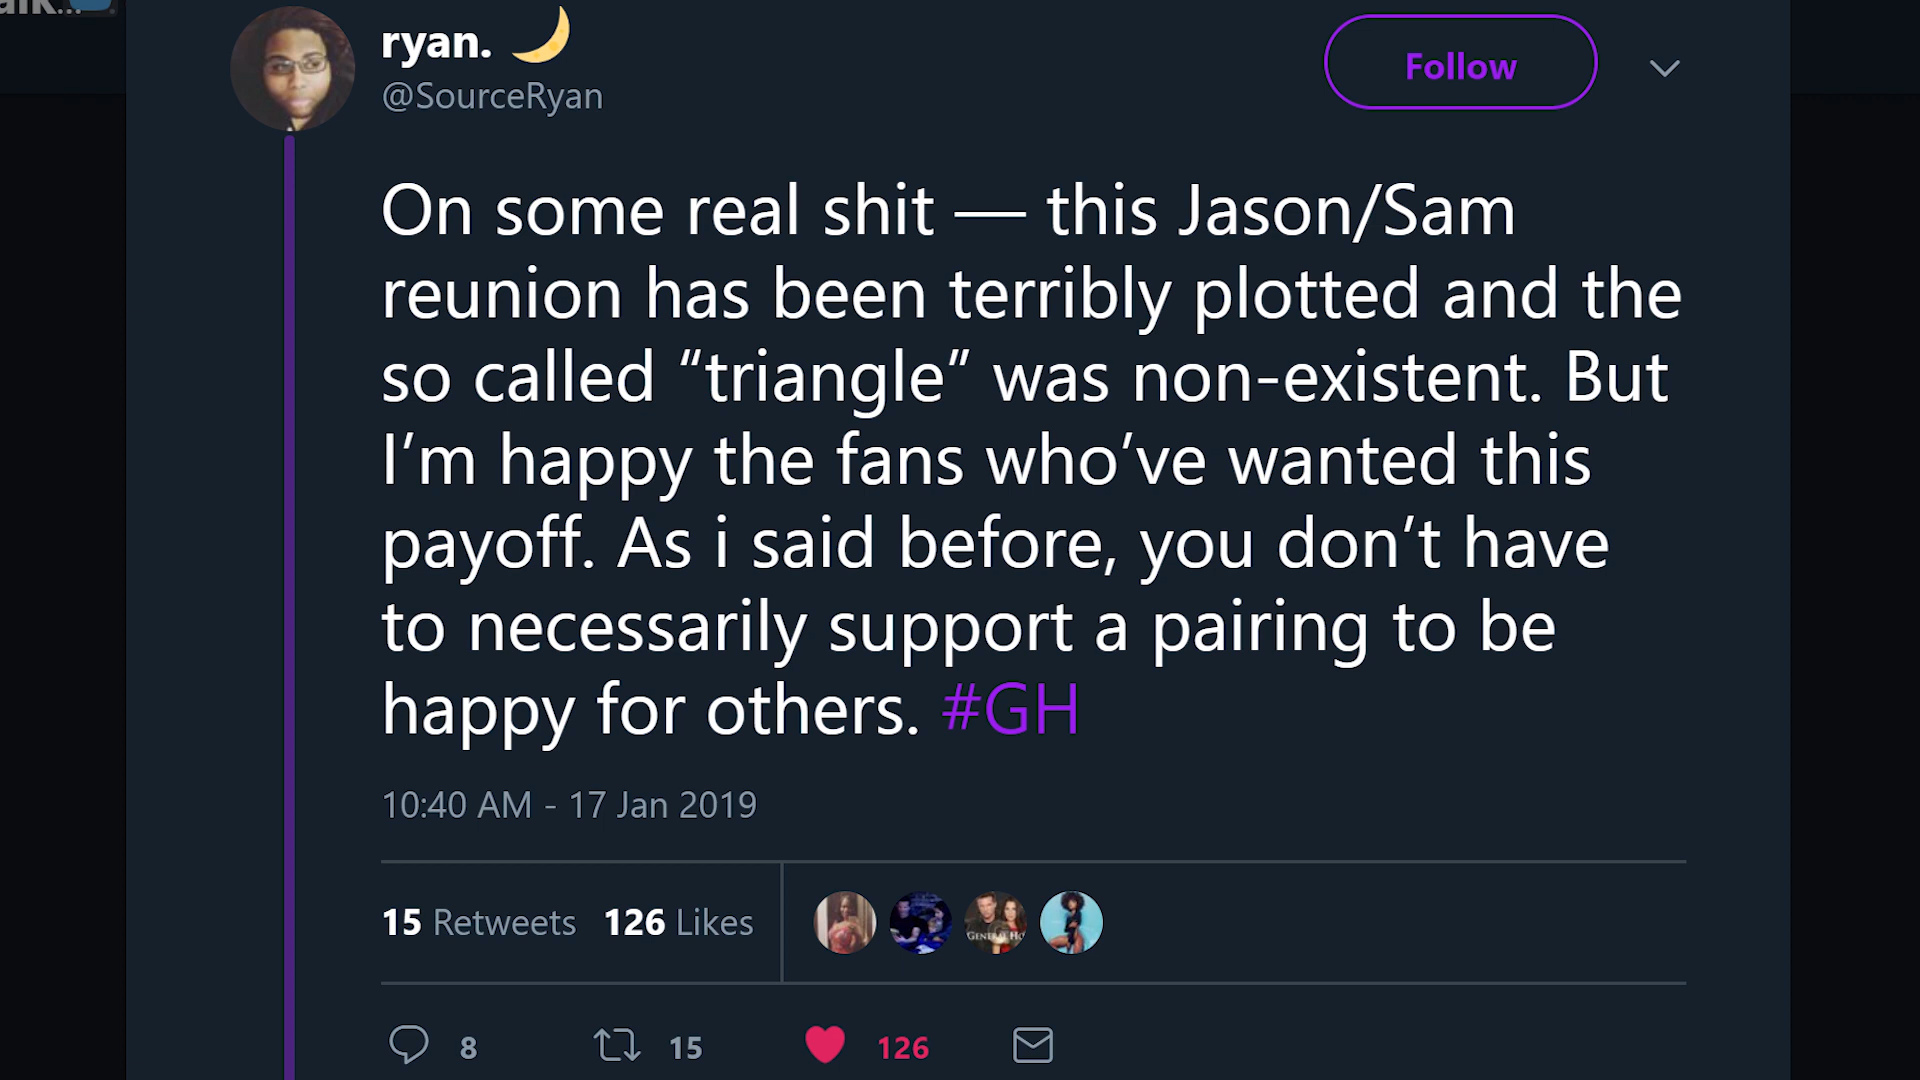 ryan. 🌙
@SourceRyan
Follow
On some real shit — this Jason/Sam
reunion has been terribly plotted and the
so called “triangle” was non-existent. But
I’m happy the fans who’ve wanted this
payoff. As i said before, you don’t have
to necessarily support a pairing to be
happy for others. #GH
10:40 AM - 17 Jan 2019
15 Retweets 126 Likes
8 15 126